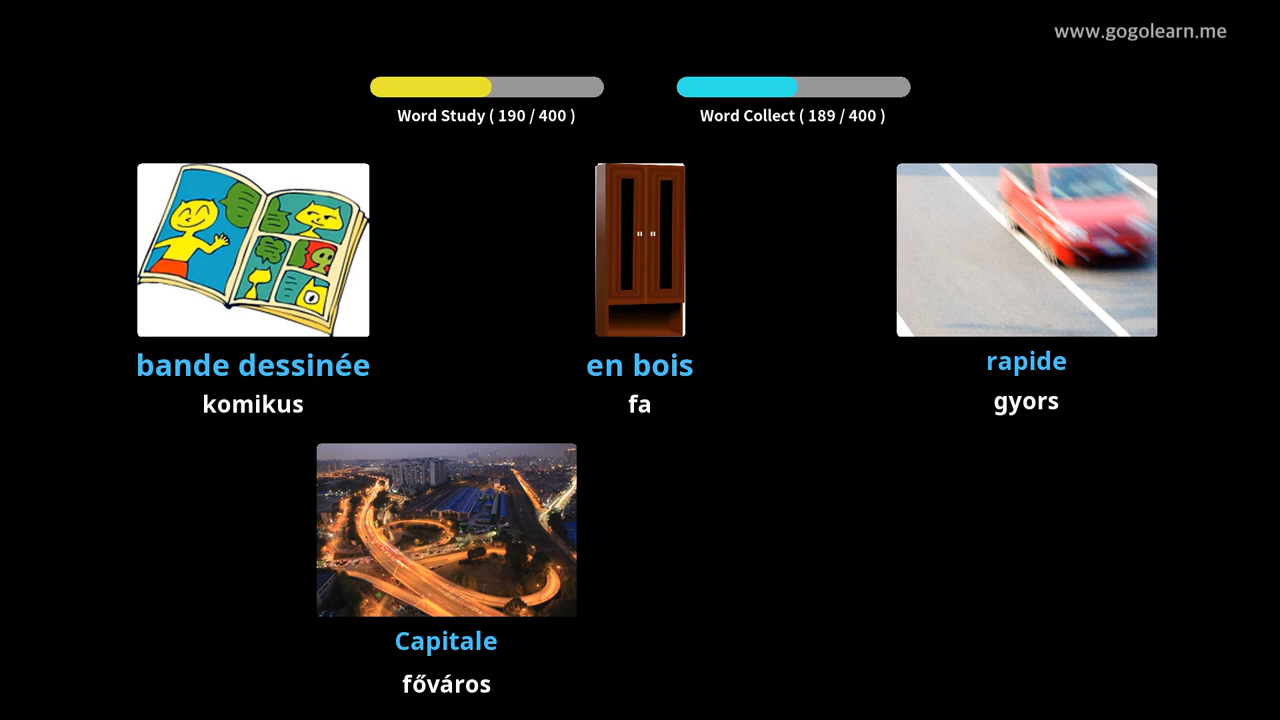 www.gogolearn.me
Word Study ( 190 / 400 )
Word Collect ( 189 / 400 )
bande dessinée
komikus
en bois
fa
rapide
gyors
Capitale
főváros